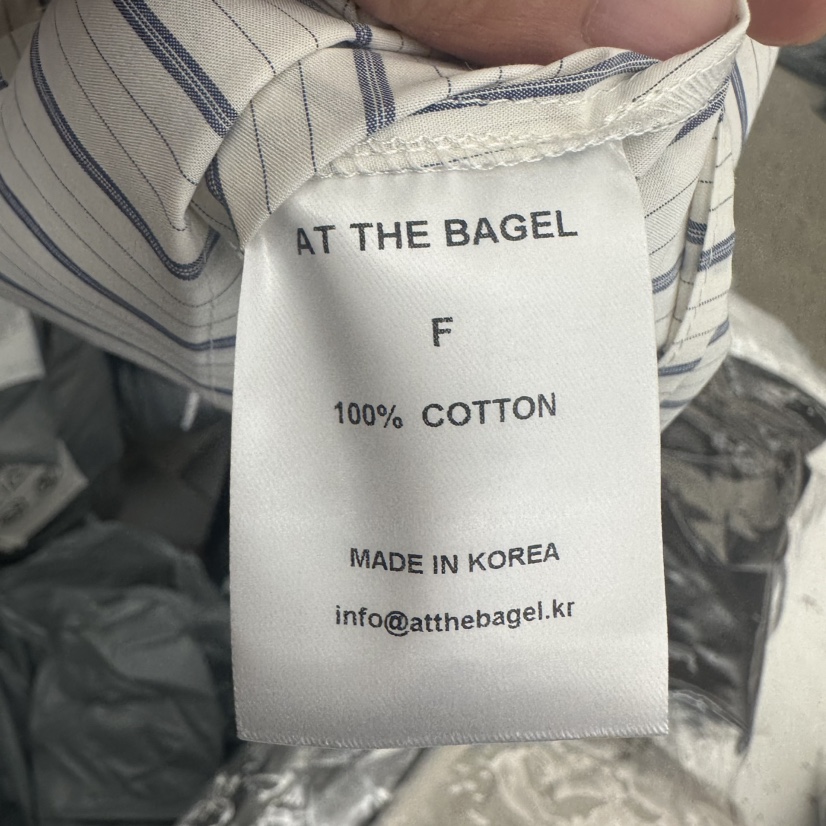 AT THE BAGEL
F
100% COTTON
MADE IN KOREA
info@atthebagel.kr